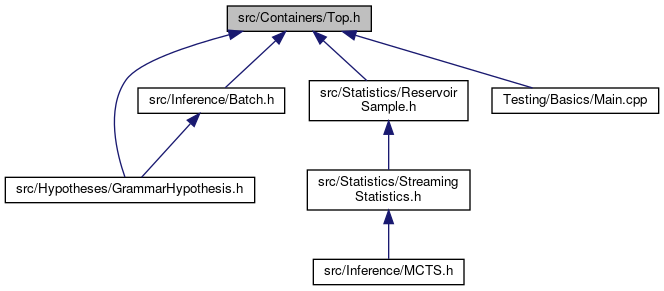 src/Containers/Top.h
src/Inference/Batch.h
src/Statistics/Reservoir
Sample.h
Testing/Basics/Main.cpp
src/Hypotheses/GrammarHypothesis.h
src/Statistics/Streaming
Statistics.h
src/Inference/MCTS.h